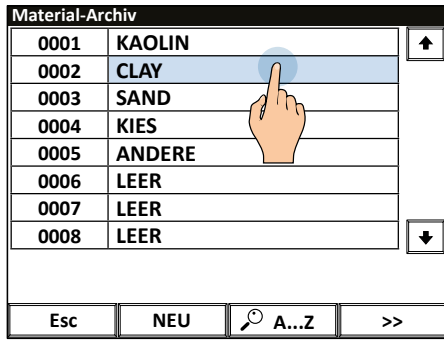 Material-Archiv
0001 KAOLIN
0002 CLAY
0003 SAND
0004 KIES
0005 ANDERE
0006 LEER
0007 LEER
0008 LEER
Esc NEU A...Z >>